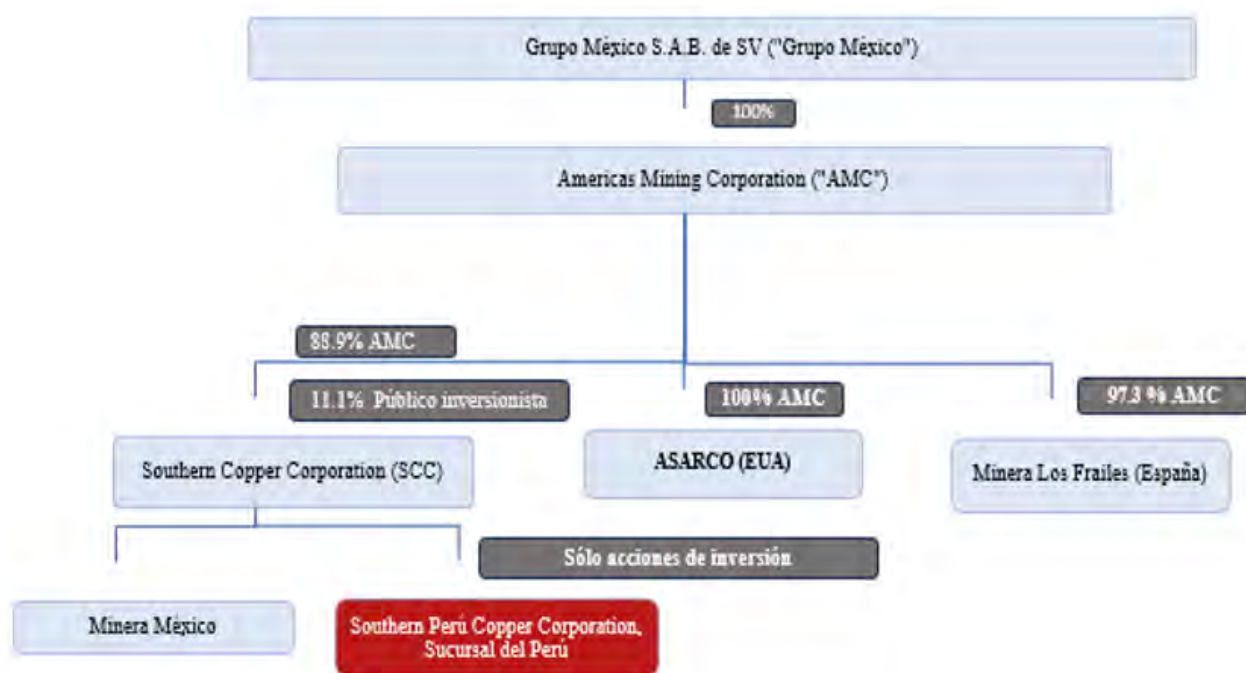 Grupo México S.A.B. de SV ("Grupo México")
100%
Americas Mining Corporation ("AMC")
88.9% AMC
11.1% Público inversionista
100% AMC
97.3 % AMC
Southern Copper Corporation (SCC)
ASARCO (EUA)
Minera Los Frailes (España)
Sólo acciones de inversión
Minera México
Southern Perú Copper Corporation,
Sucursal del Perú